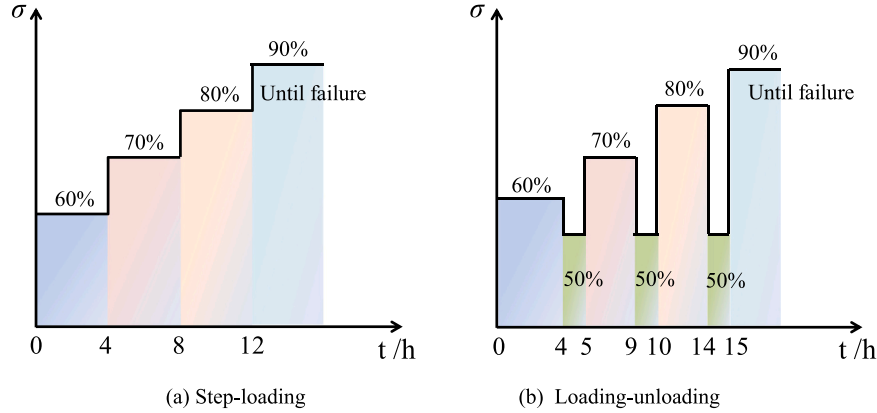 σ
90%
80%
Until failure
70%
60%
0 4 8 12 t /h
(a) Step-loading
σ
90%
80%
Until failure
70%
60%
50% 50% 50%
0 4 5 9 10 14 15 t /h
(b) Loading-unloading